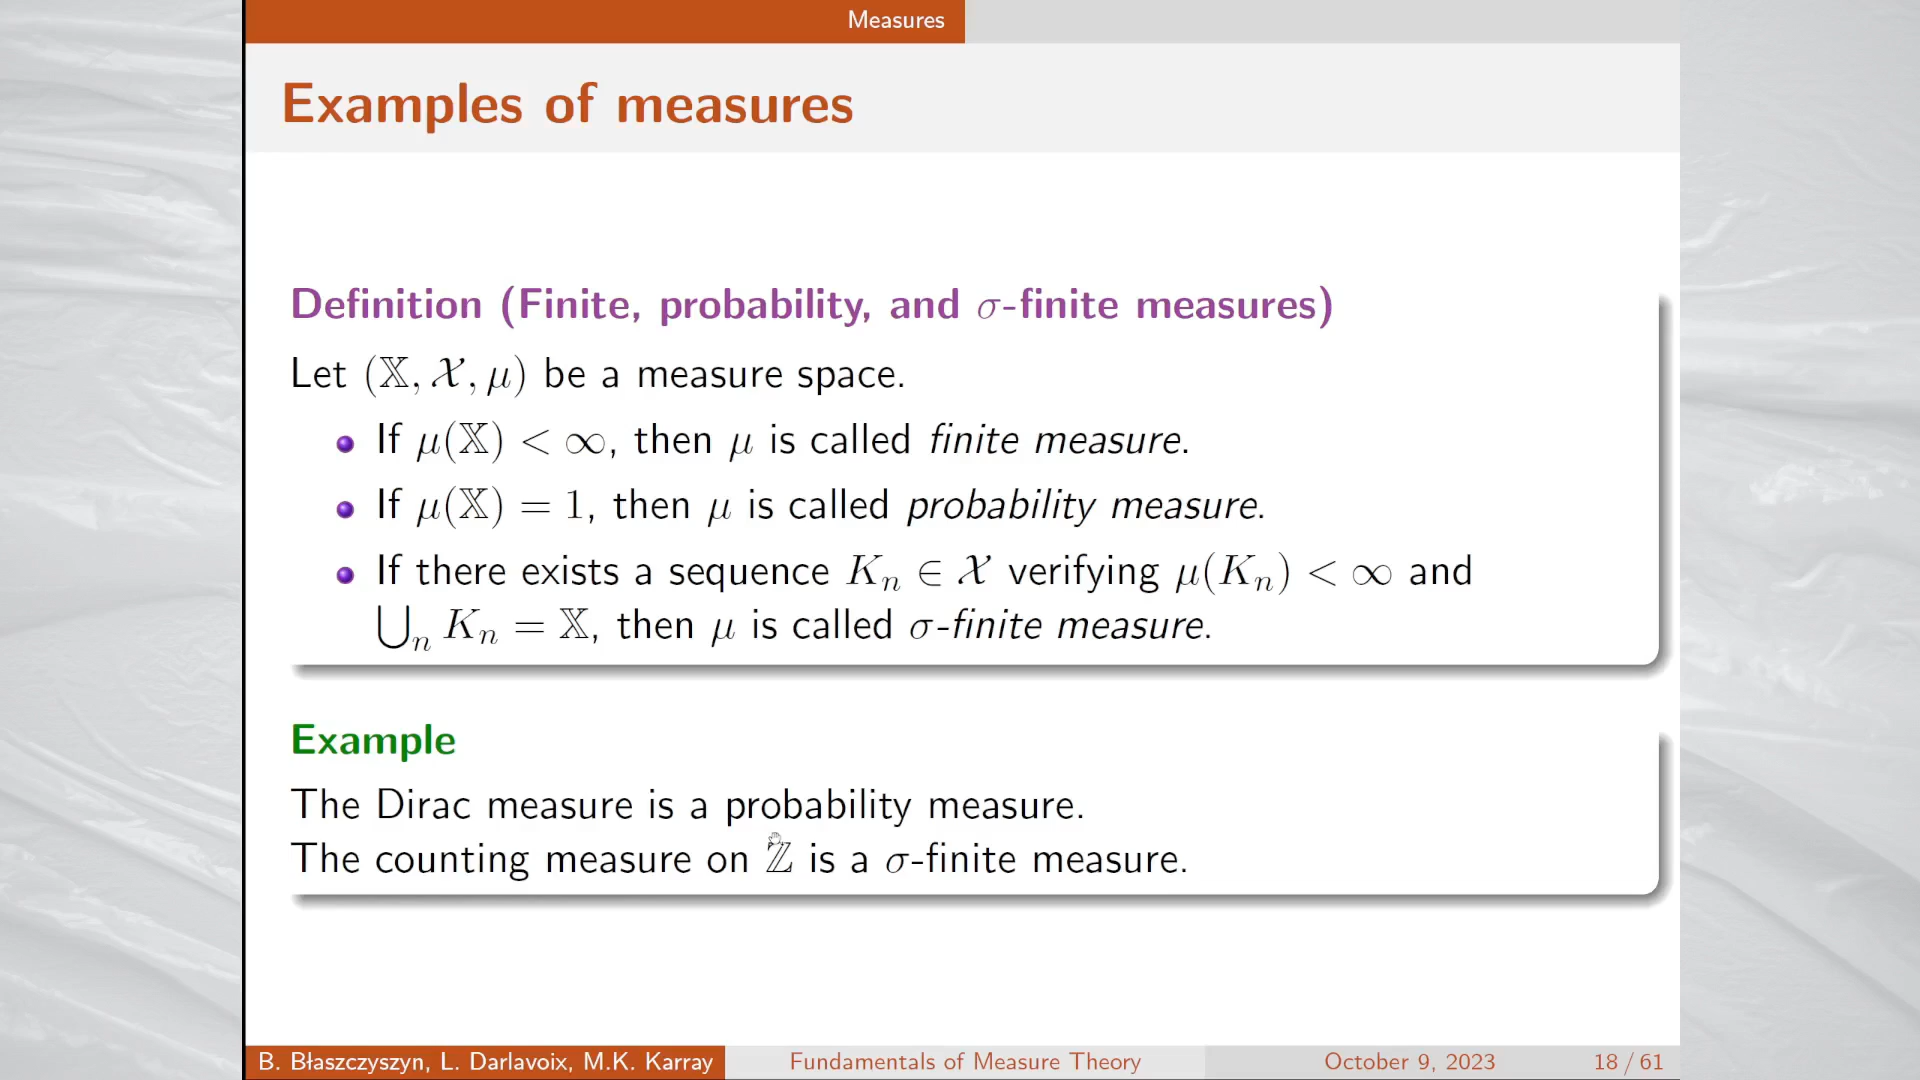 Measures
Examples of measures
Definition (Finite, probability, and σ-finite measures)
Let (𝕏, 𝒳, μ) be a measure space.
If μ(𝕏) < ∞, then μ is called finite measure.
If μ(𝕏) = 1, then μ is called probability measure.
If there exists a sequence Kₙ ∈ 𝒳 verifying μ(Kₙ) < ∞ and
⋃ₙ Kₙ = 𝕏, then μ is called σ-finite measure.
Example
The Dirac measure is a probability measure.
The counting measure on ℤ is a σ-finite measure.
B. Błaszczyszyn, L. Darlavoix, M.K. Karray Fundamentals of Measure Theory October 9, 2023 18 / 61